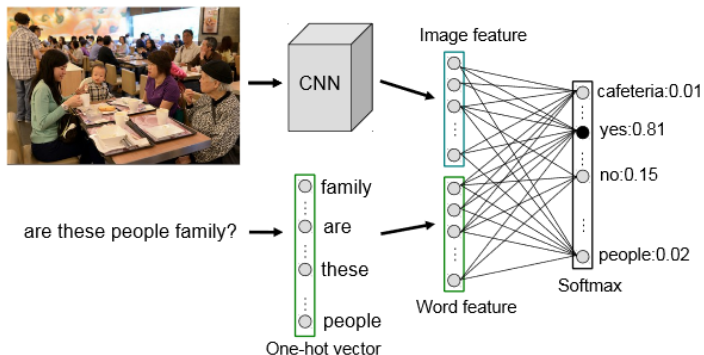 Image feature
CNN
cafeteria:0.01
yes:0.81
no:0.15
people:0.02
Softmax
are these people family?
family
are
these
people
One-hot vector
Word feature